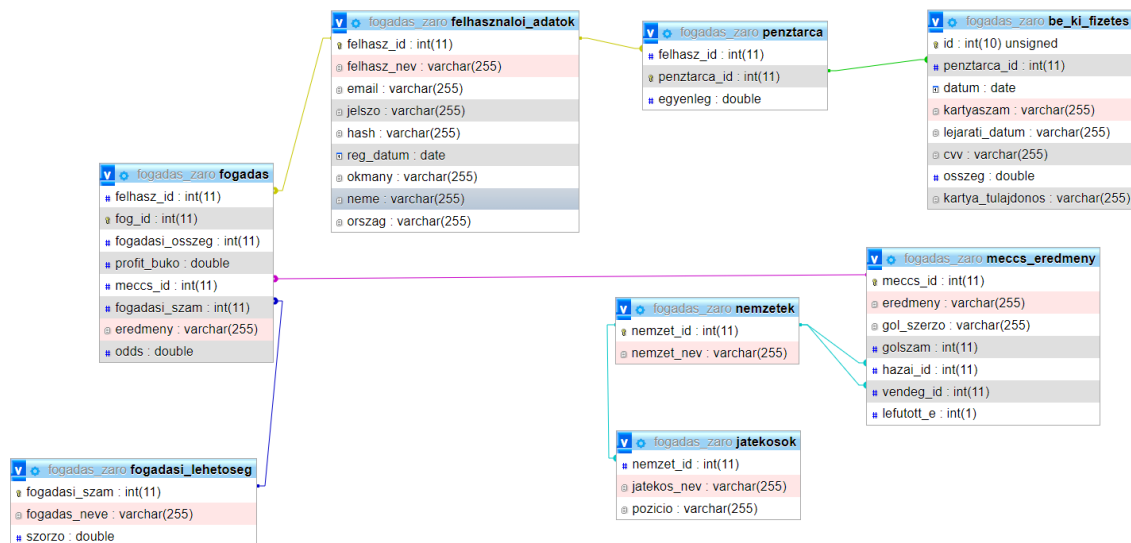 fogadas_zaro felhasznaloi_adatok
felhasz_id : int(11)
felhasz_nev : varchar(255)
email : varchar(255)
jelszo : varchar(255)
hash : varchar(255)
reg_datum : date
okmany : varchar(255)
neme : varchar(255)
orszag : varchar(255)
fogadas_zaro penztarca
felhasz_id : int(11)
penztarca_id : int(11)
egyenleg : double
fogadas_zaro be_ki_fizetes
id : int(10) unsigned
penztarca_id : int(11)
datum : date
kartyaszam : varchar(255)
lejarati_datum : varchar(255)
cvv : varchar(255)
osszeg : double
kartya_tulajdonos : varchar(255)
fogadas_zaro fogadas
felhasz_id : int(11)
fog_id : int(11)
fogadasi_osszeg : int(11)
profit_buko : double
meccs_id : int(11)
fogadasi_szam : int(11)
eredmeny : varchar(255)
odds : double
fogadas_zaro meccs_eredmeny
meccs_id : int(11)
eredmeny : varchar(255)
gol_szerzo : varchar(255)
golszam : int(11)
hazai_id : int(11)
vendeg_id : int(11)
lefutott_e : int(1)
fogadas_zaro nemzetek
nemzet_id : int(11)
nemzet_nev : varchar(255)
fogadas_zaro jatekosok
nemzet_id : int(11)
jatekos_nev : varchar(255)
pozicio : varchar(255)
fogadas_zaro fogadasi_lehetoseg
fogadasi_szam : int(11)
fogadas_neve : varchar(255)
szorzo : double